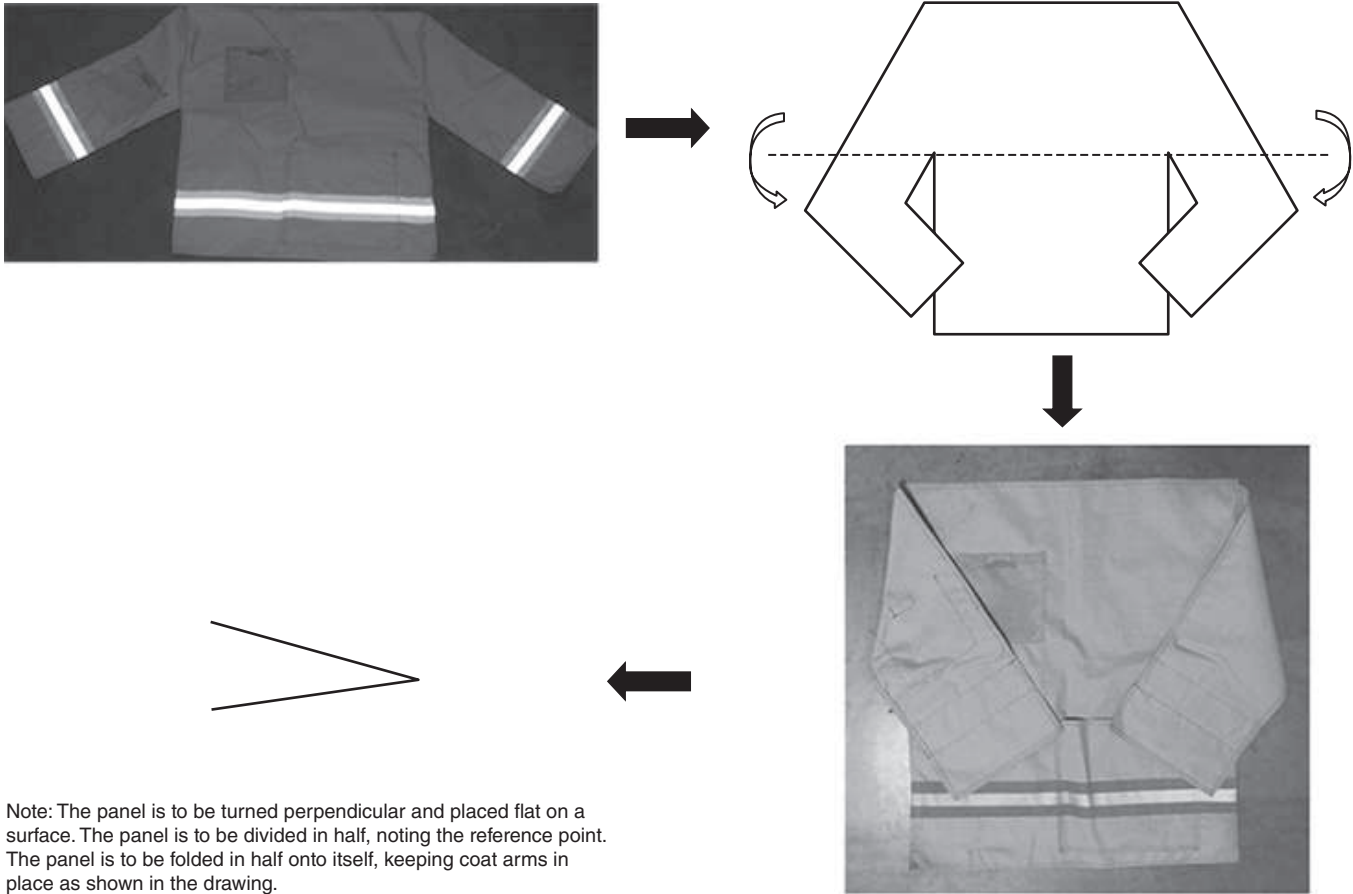 Note: The panel is to be turned perpendicular and placed flat on a
surface. The panel is to be divided in half, noting the reference point.
The panel is to be folded in half onto itself, keeping coat arms in
place as shown in the drawing.